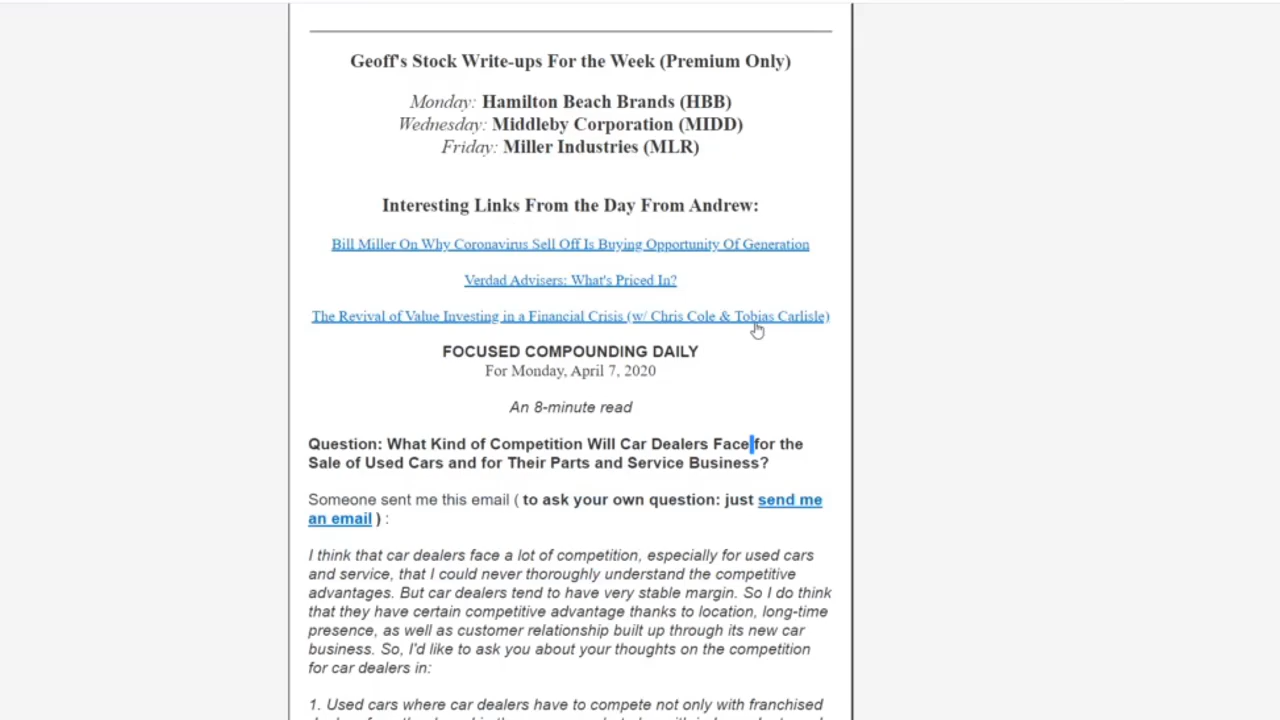 Geoff's Stock Write-ups For the Week (Premium Only)
Monday: Hamilton Beach Brands (HBB)
Wednesday: Middleby Corporation (MIDD)
Friday: Miller Industries (MLR)
Interesting Links From the Day From Andrew:
Bill Miller On Why Coronavirus Sell Off Is Buying Opportunity Of Generation
Verdad Advisers: What's Priced In?
The Revival of Value Investing in a Financial Crisis (w/ Chris Cole & Tobias Carlisle)
FOCUSED COMPOUNDING DAILY
For Monday, April 7, 2020
An 8-minute read
Question: What Kind of Competition Will Car Dealers Face for the
Sale of Used Cars and for Their Parts and Service Business?
Someone sent me this email ( to ask your own question: just send me
an email ) :
I think that car dealers face a lot of competition, especially for used cars
and service, that I could never thoroughly understand the competitive
advantages. But car dealers tend to have very stable margin. So I do think
that they have certain competitive advantage thanks to location, long-time
presence, as well as customer relationship built up through its new car
business. So, I'd like to ask you about your thoughts on the competition
for car dealers in:
1. Used cars where car dealers have to compete not only with franchised